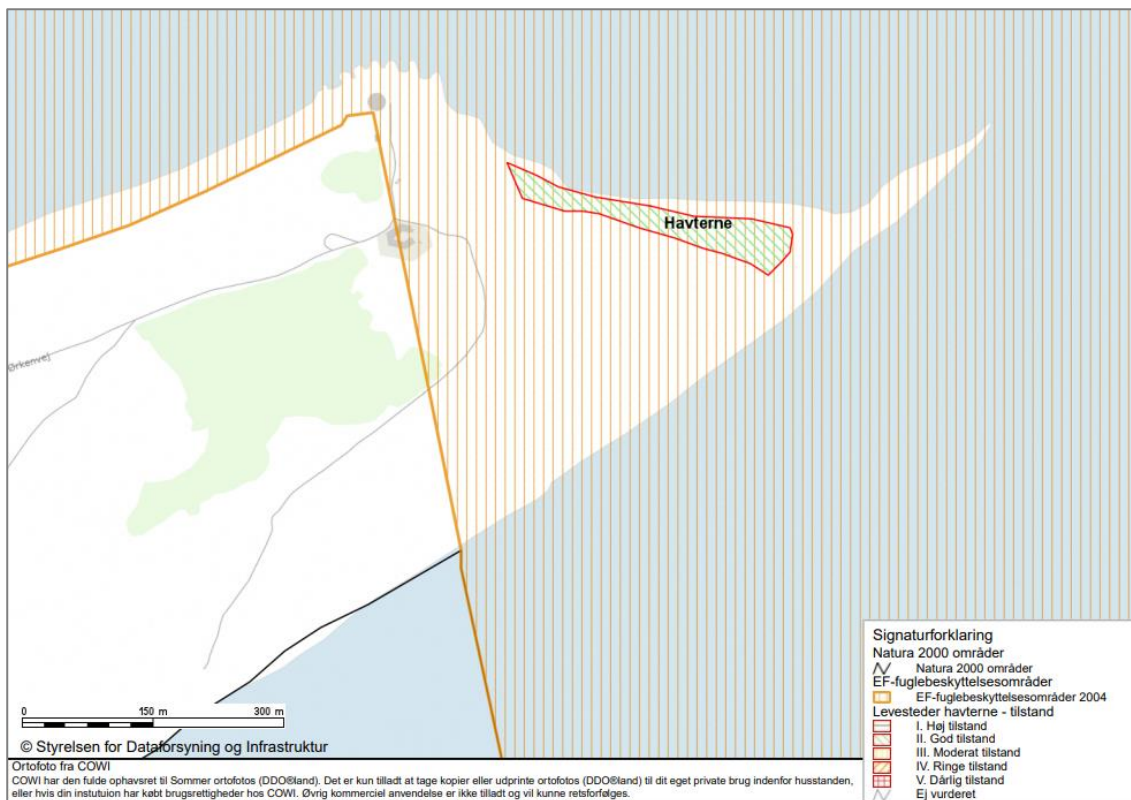 Havterne
Ørkenvej
0 150 m 300 m
© Styrelsen for Dataforsyning og Infrastruktur
Signaturforklaring
Natura 2000 områder
Natura 2000 områder
EF-fuglebeskyttelsesområder
EF-fuglebeskyttelsesområder 2004
Levesteder havterne - tilstand
I. Høj tilstand
II. God tilstand
III. Moderat tilstand
IV. Ringe tilstand
V. Dårlig tilstand
Ej vurderet
Ortofoto fra COWI
COWI har den fulde ophavsret til Sommer ortofotos (DDO®land). Det er kun tilladt at tage kopier eller udprinte ortofotos (DDO®land) til dit eget private brug indenfor husstanden,
eller hvis din instutuion har købt brugsrettigheder hos COWI. Øvrig kommerciel anvendelse er ikke tilladt og vil kunne retsforfølges.